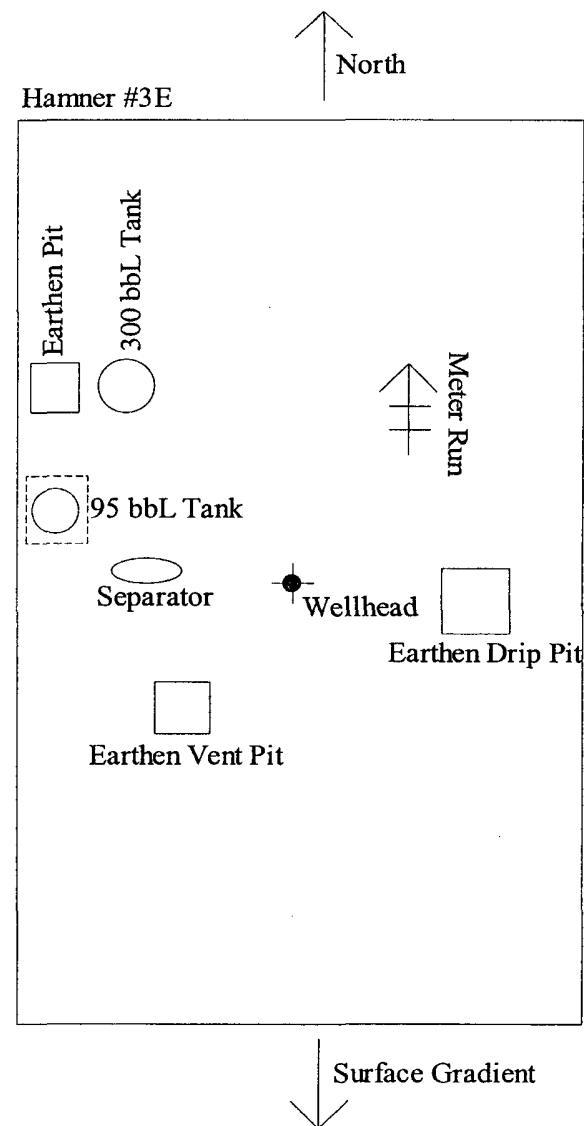 North
Hamner #3E
Earthen Pit
300 bbL Tank
Meter Run
95 bbL Tank
Separator
Wellhead
Earthen Drip Pit
Earthen Vent Pit
Surface Gradient